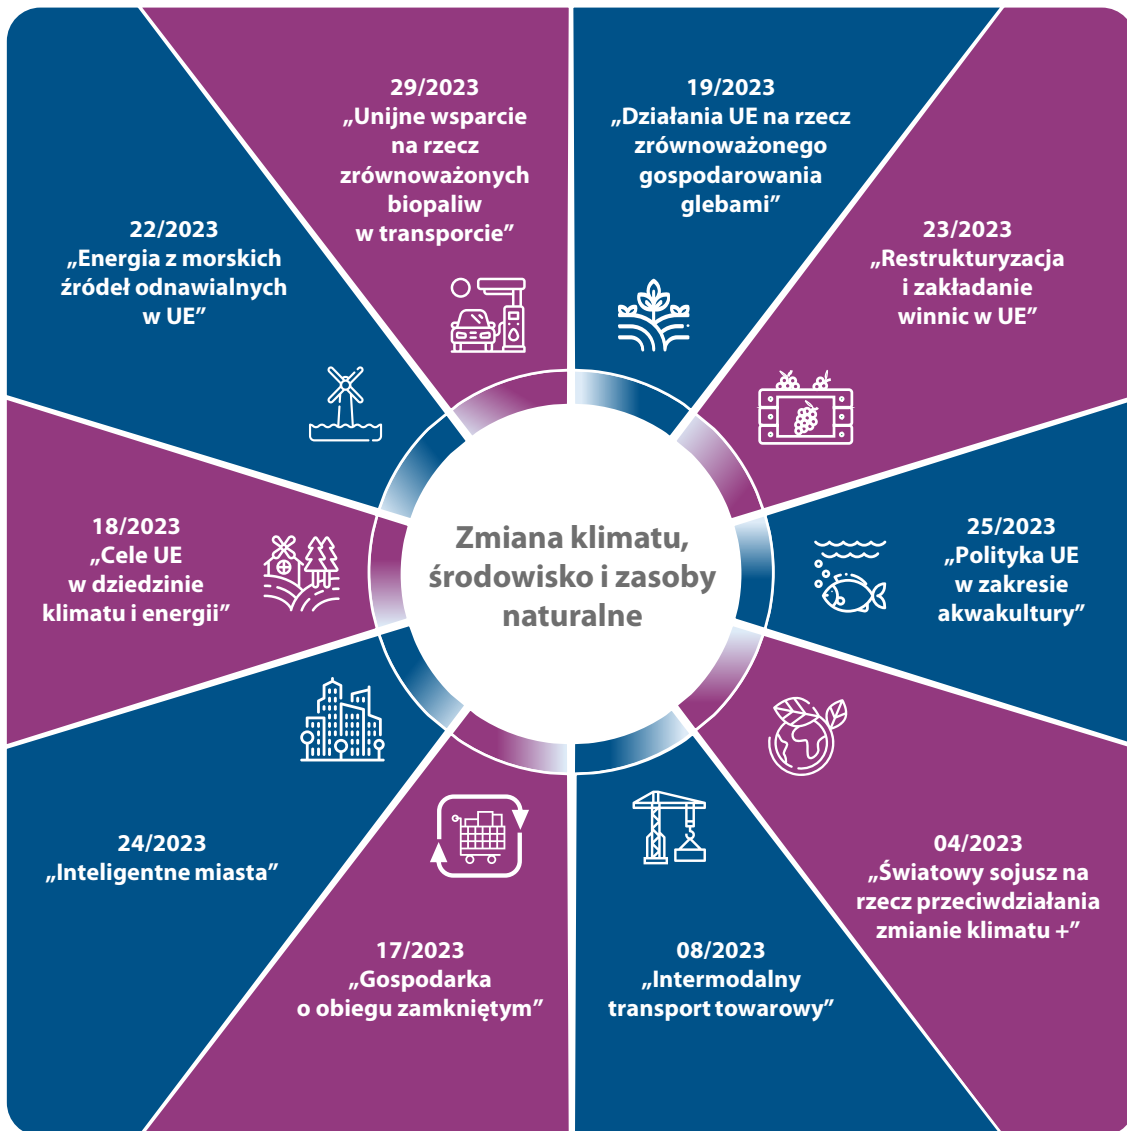 29/2023
„Unijne wsparcie
na rzecz
zrównoważonych
biopaliw
w transporcie”
19/2023
„Działania UE na rzecz
zrównoważonego
gospodarowania
glebami”
22/2023
„Energia z morskich
źródeł odnawialnych
w UE”
23/2023
„Restrukturyzacja
i zakładanie
winnic w UE”
18/2023
„Cele UE
w dziedzinie
klimatu i energii”
Zmiana klimatu,
środowisko i zasoby
naturalne
25/2023
„Polityka UE
w zakresie
akwakultury”
24/2023
„Inteligentne miasta”
04/2023
„Światowy sojusz na
rzecz przeciwdziałania
zmianie klimatu +”
17/2023
„Gospodarka
o obiegu zamkniętym”
08/2023
„Intermodalny
transport towarowy”